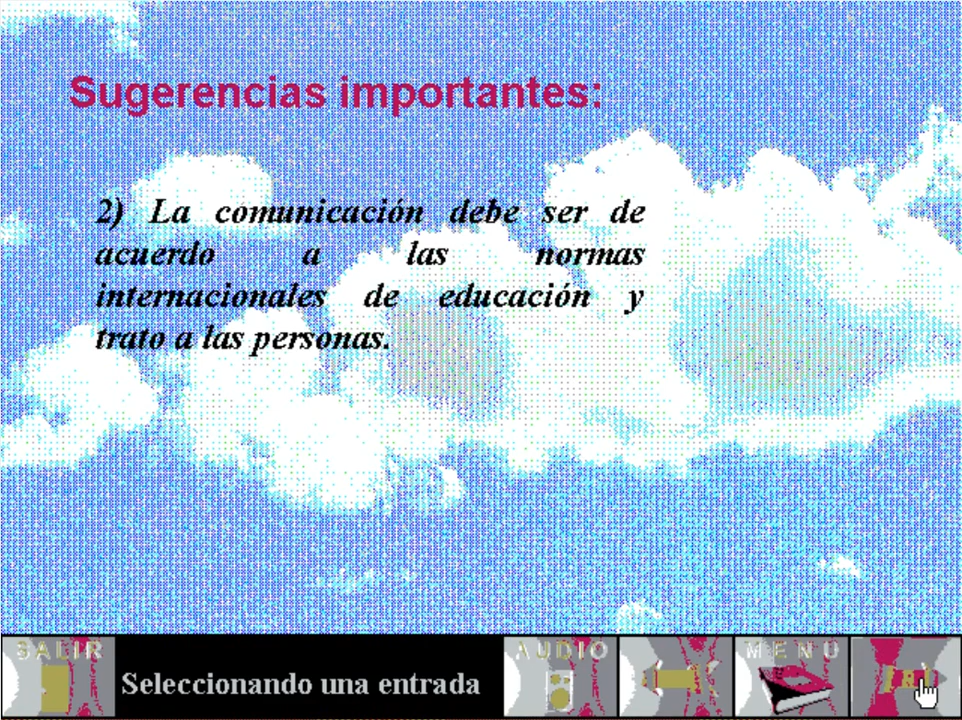 Sugerencias importantes:
2) La comunicación debe ser de
acuerdo a las normas
internacionales de educación y
trato a las personas.
SALIR
Seleccionando una entrada
AUDIO
MENU